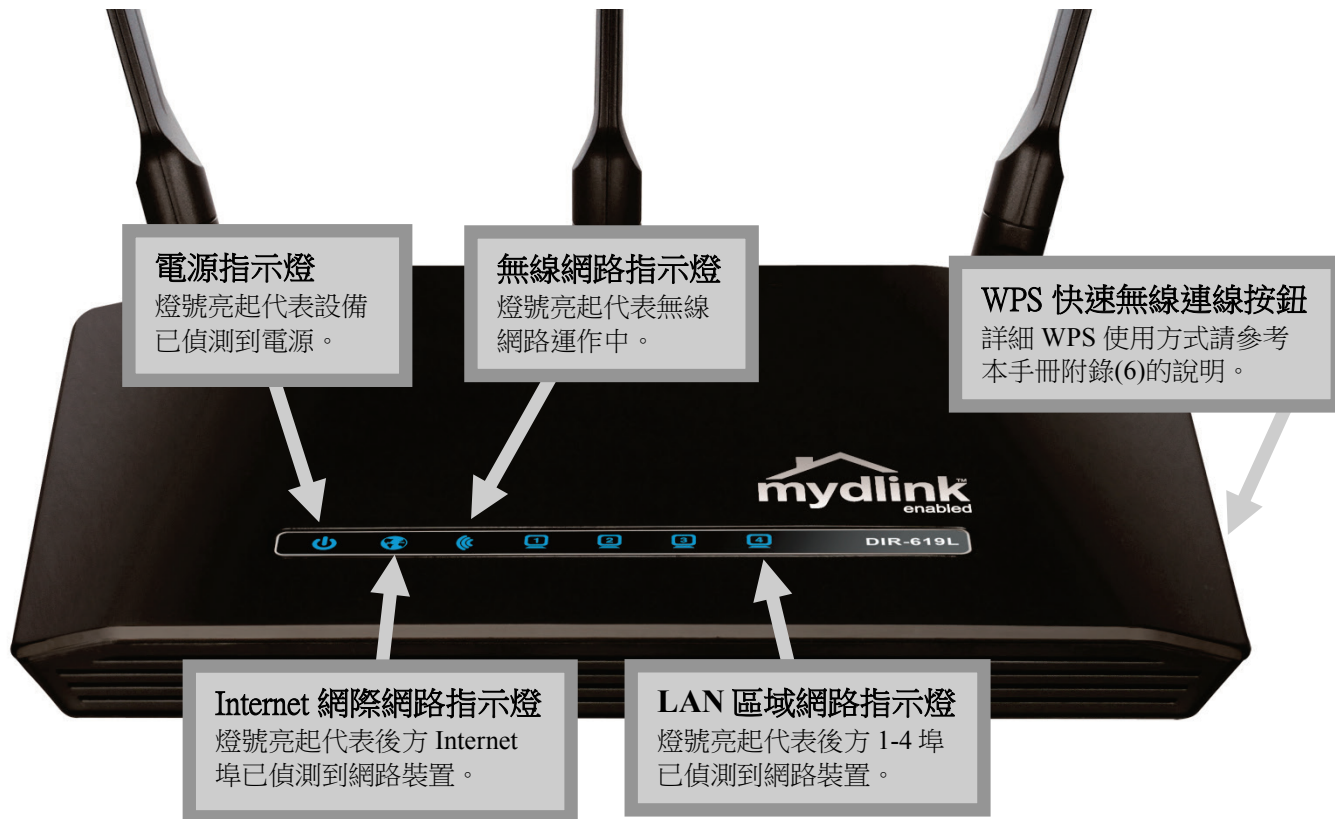 電源指示燈
燈號亮起代表設備
已偵測到電源。
無線網路指示燈
燈號亮起代表無線
網路運作中。
WPS 快速無線連線按鈕
詳細 WPS 使用方式請參考
本手冊附錄(6)的說明。
mydlink™
enabled
1 2 3 4 DIR-619L
Internet 網際網路指示燈
燈號亮起代表後方 Internet
埠已偵測到網路裝置。
LAN 區域網路指示燈
燈號亮起代表後方 1-4 埠
已偵測到網路裝置。